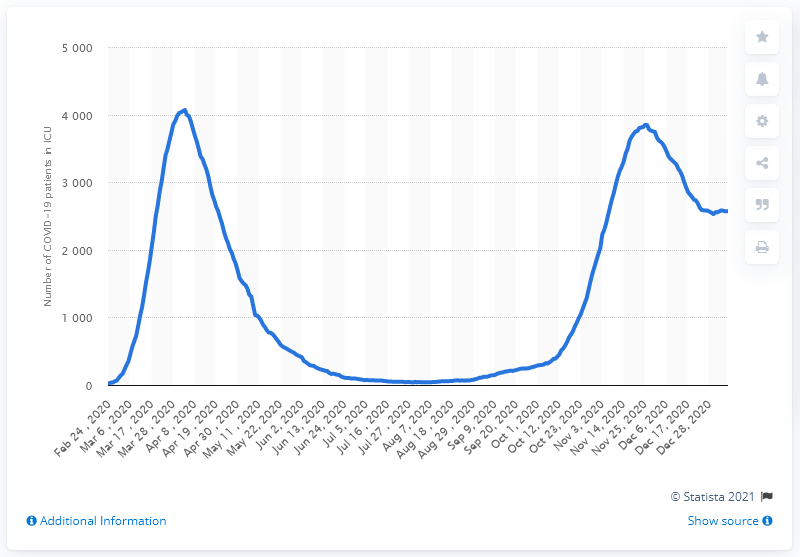 5 000
4 000
3 000
2 000
1 000
0
Number of COVID-19 patients in ICU
Feb 24, 2020
Mar 6, 2020
Mar 17, 2020
Mar 28, 2020
Apr 8, 2020
Apr 19, 2020
Apr 30, 2020
May 11, 2020
May 22, 2020
Jun 2, 2020
Jun 13, 2020
Jun 24, 2020
Jul 5, 2020
Jul 16, 2020
Jul 27, 2020
Aug 7, 2020
Aug 18, 2020
Aug 29, 2020
Sep 9, 2020
Sep 20, 2020
Oct 1, 2020
Oct 12, 2020
Oct 23, 2020
Nov 3, 2020
Nov 14, 2020
Nov 25, 2020
Dec 6, 2020
Dec 17, 2020
Dec 28, 2020
© Statista 2021
Additional Information
Show source